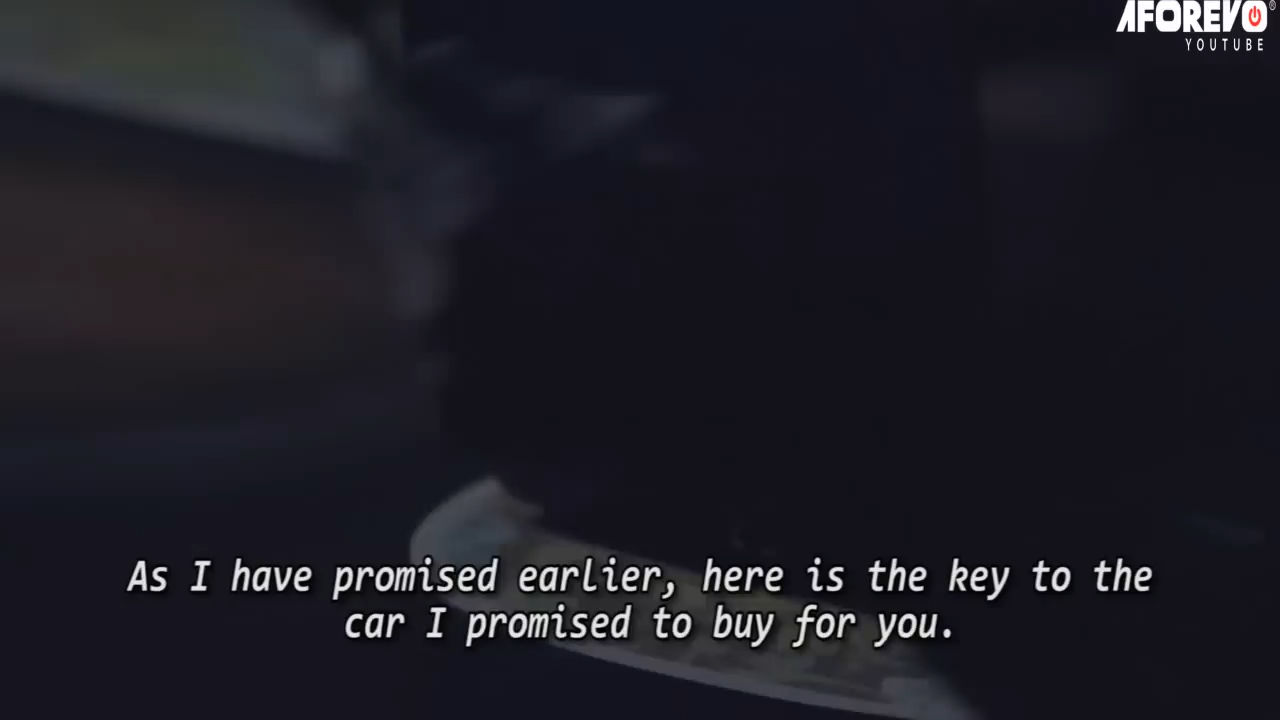 AFOREVO
YOUTUBE
As I have promised earlier, here is the key to the
car I promised to buy for you.